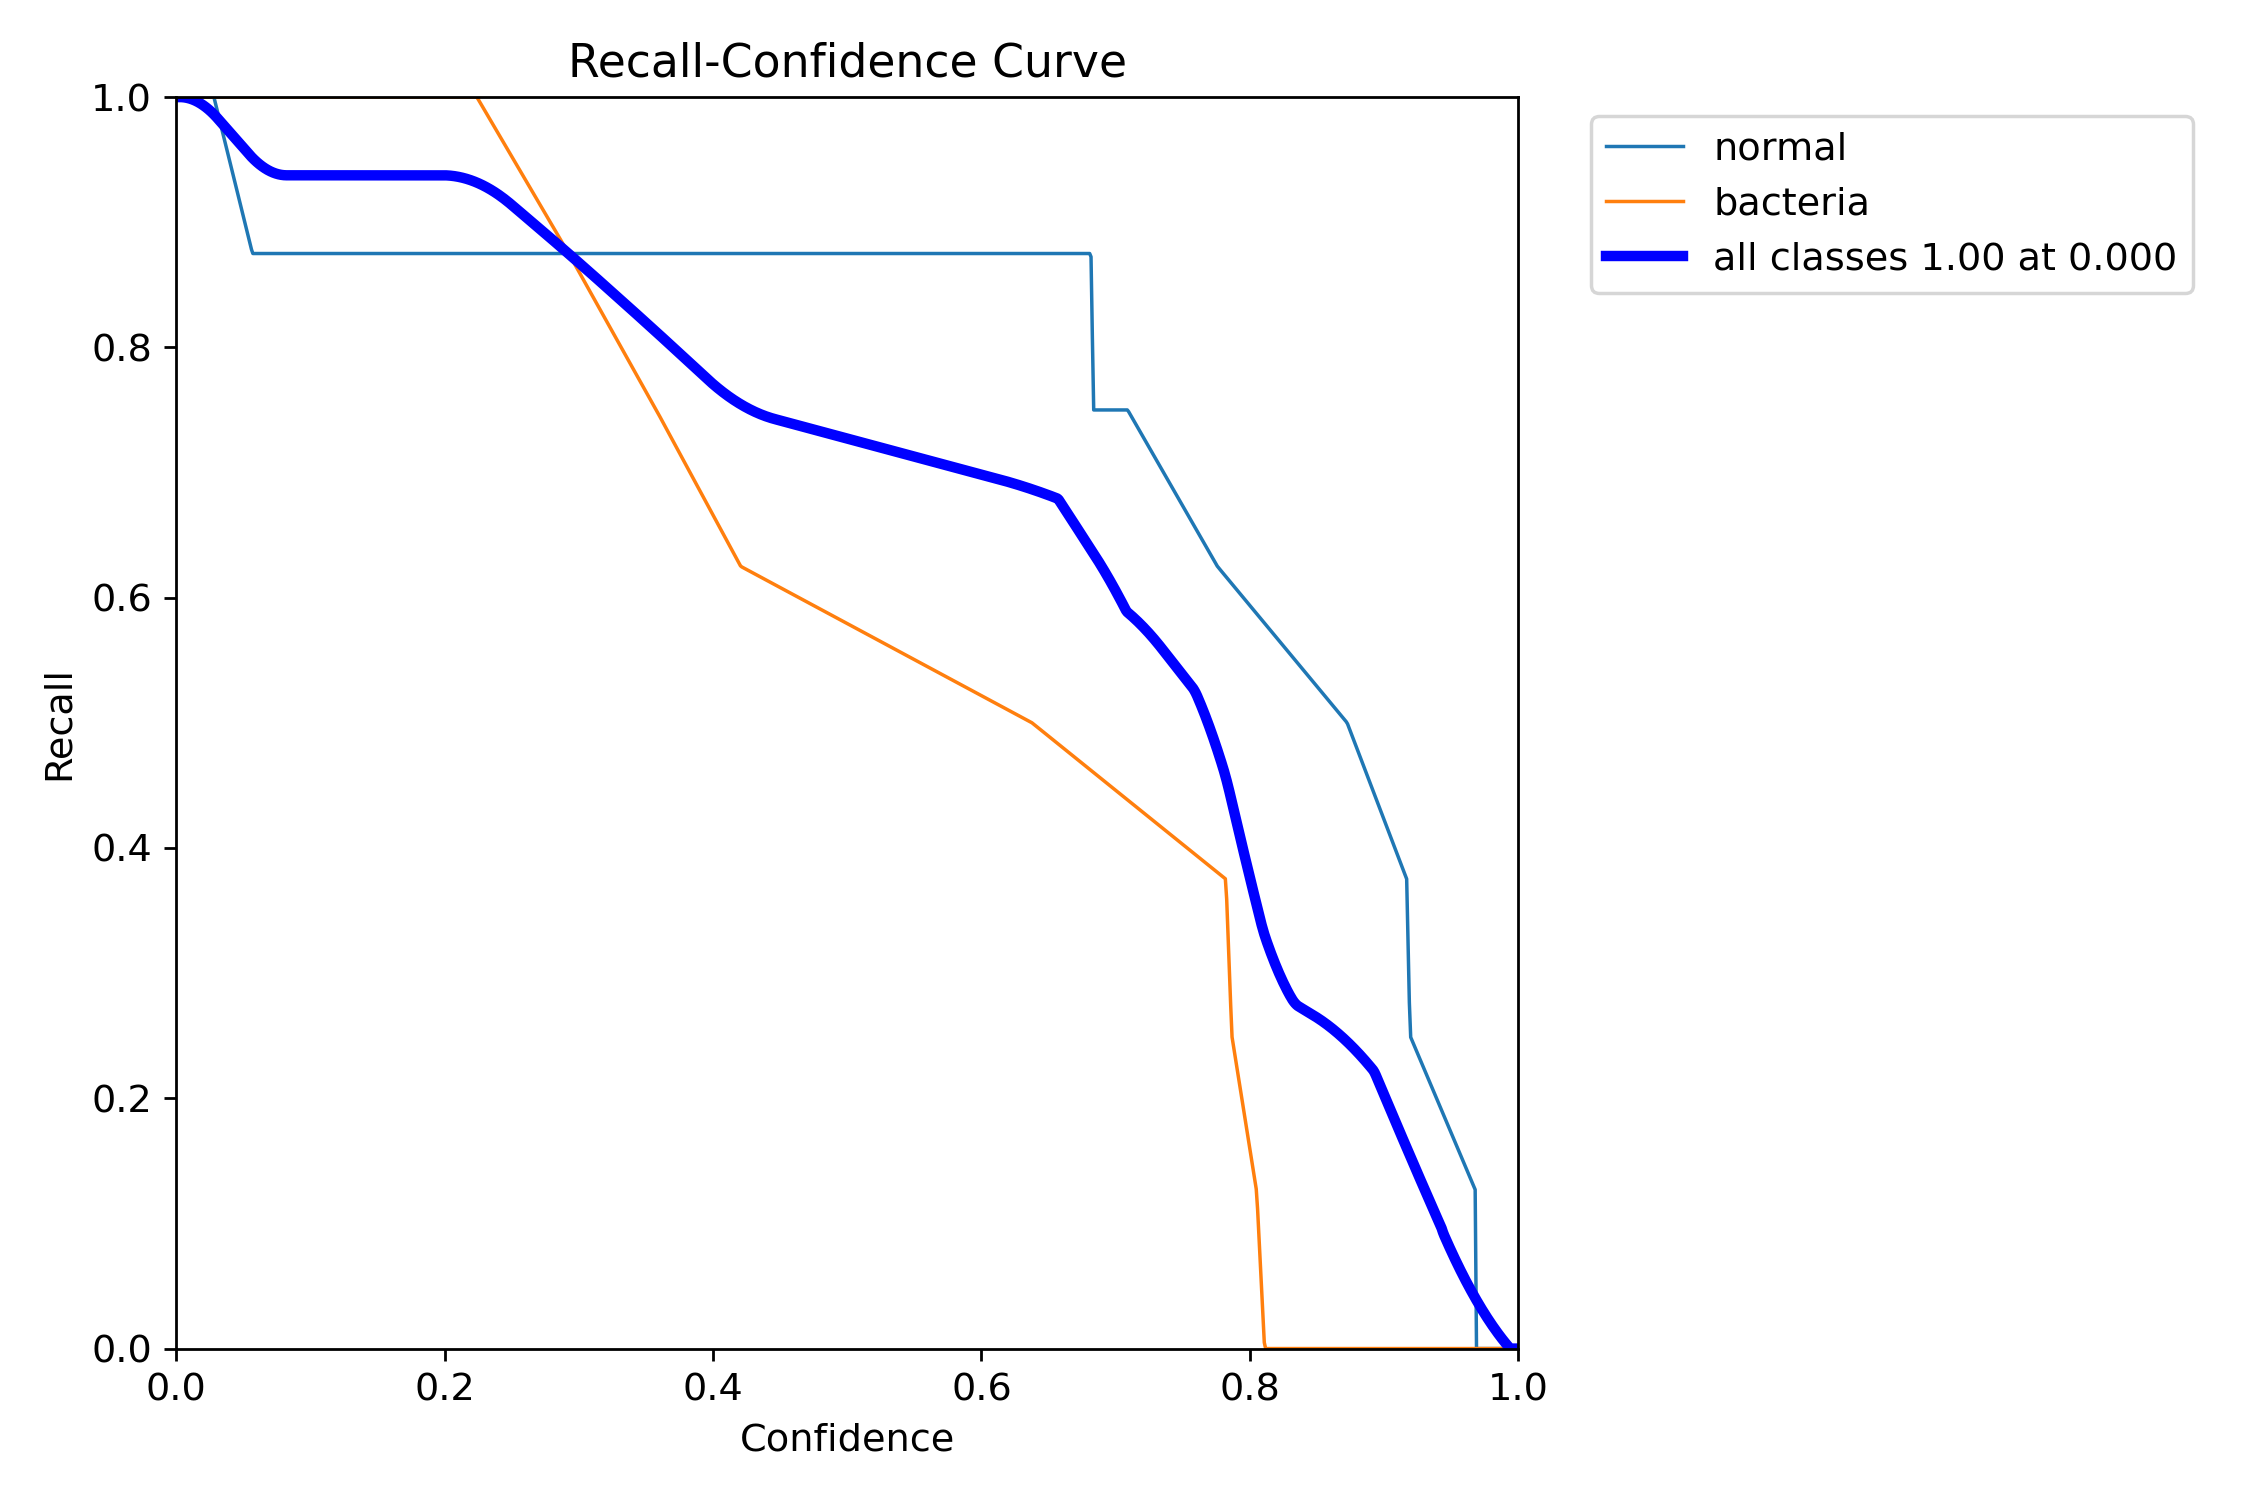 Recall-Confidence Curve
1.0
0.8
0.6
0.4
0.2
0.0
Recall
0.0 0.2 0.4 0.6 0.8 1.0
Confidence
normal
bacteria
all classes 1.00 at 0.000